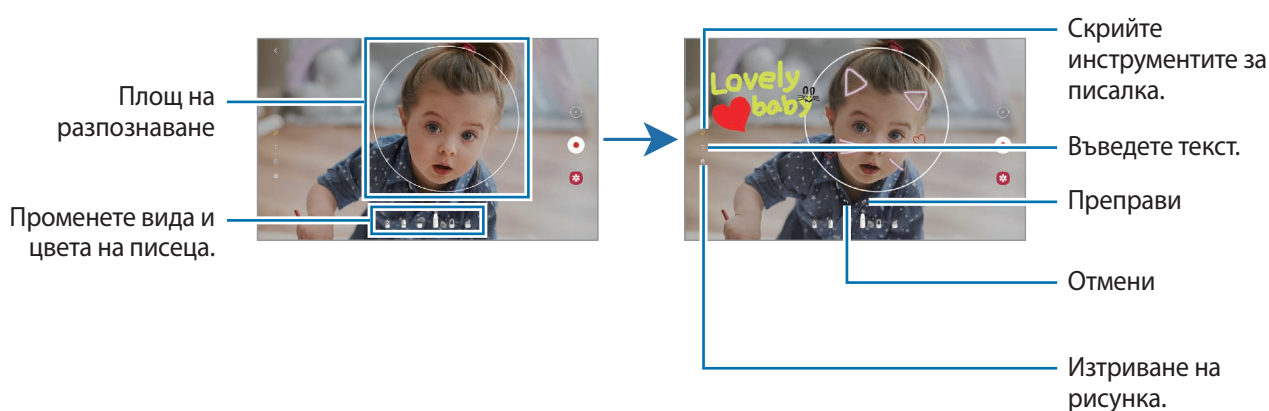 Площ на
разпознаване
Променете вида и
цвета на писеца.
Lovely
baby
Скрийте
инструментите за
писалка.
Въведете текст.
Преправи
Отмени
Изтриване на
рисунка.